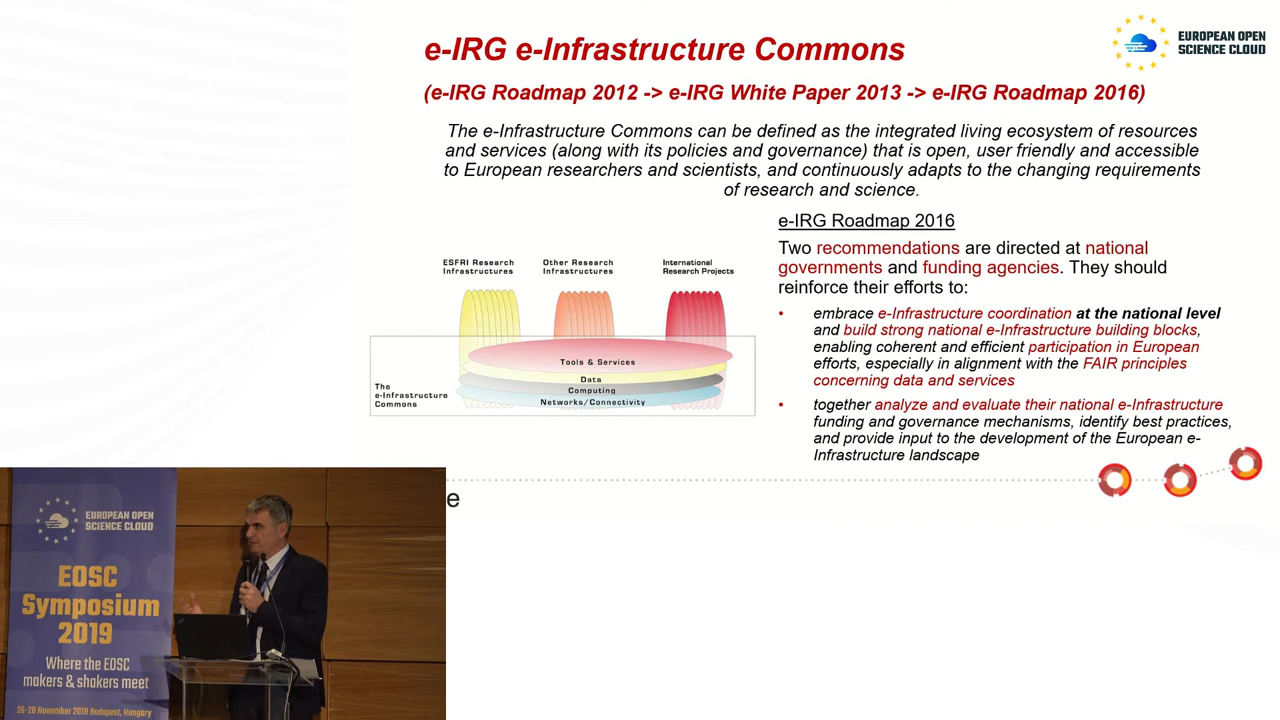 e-IRG e-Infrastructure Commons
EUROPEAN OPEN
SCIENCE CLOUD
(e-IRG Roadmap 2012 -> e-IRG White Paper 2013 -> e-IRG Roadmap 2016)
The e-Infrastructure Commons can be defined as the integrated living ecosystem of resources
and services (along with its policies and governance) that is open, user friendly and accessible
to European researchers and scientists, and continuously adapts to the changing requirements
of research and science.
ESFRI Research
Infrastructures
Other Research
Infrastructures
International
Research Projects
Tools & Services
Data
Computing
Networks/Connectivity
The
e-Infrastructure
Commons
e-IRG Roadmap 2016
Two recommendations are directed at national
governments and funding agencies. They should
reinforce their efforts to:
• embrace e-Infrastructure coordination at the national level
and build strong national e-Infrastructure building blocks,
enabling coherent and efficient participation in European
efforts, especially in alignment with the FAIR principles
concerning data and services
• together analyze and evaluate their national e-Infrastructure
funding and governance mechanisms, identify best practices,
and provide input to the development of the European e-
Infrastructure landscape
e
EUROPEAN OPEN
SCIENCE CLOUD
EOSC
Symposium
2019
Where the EOSC
makers & shakers meet
26-28 November 2019 Budapest, Hungary